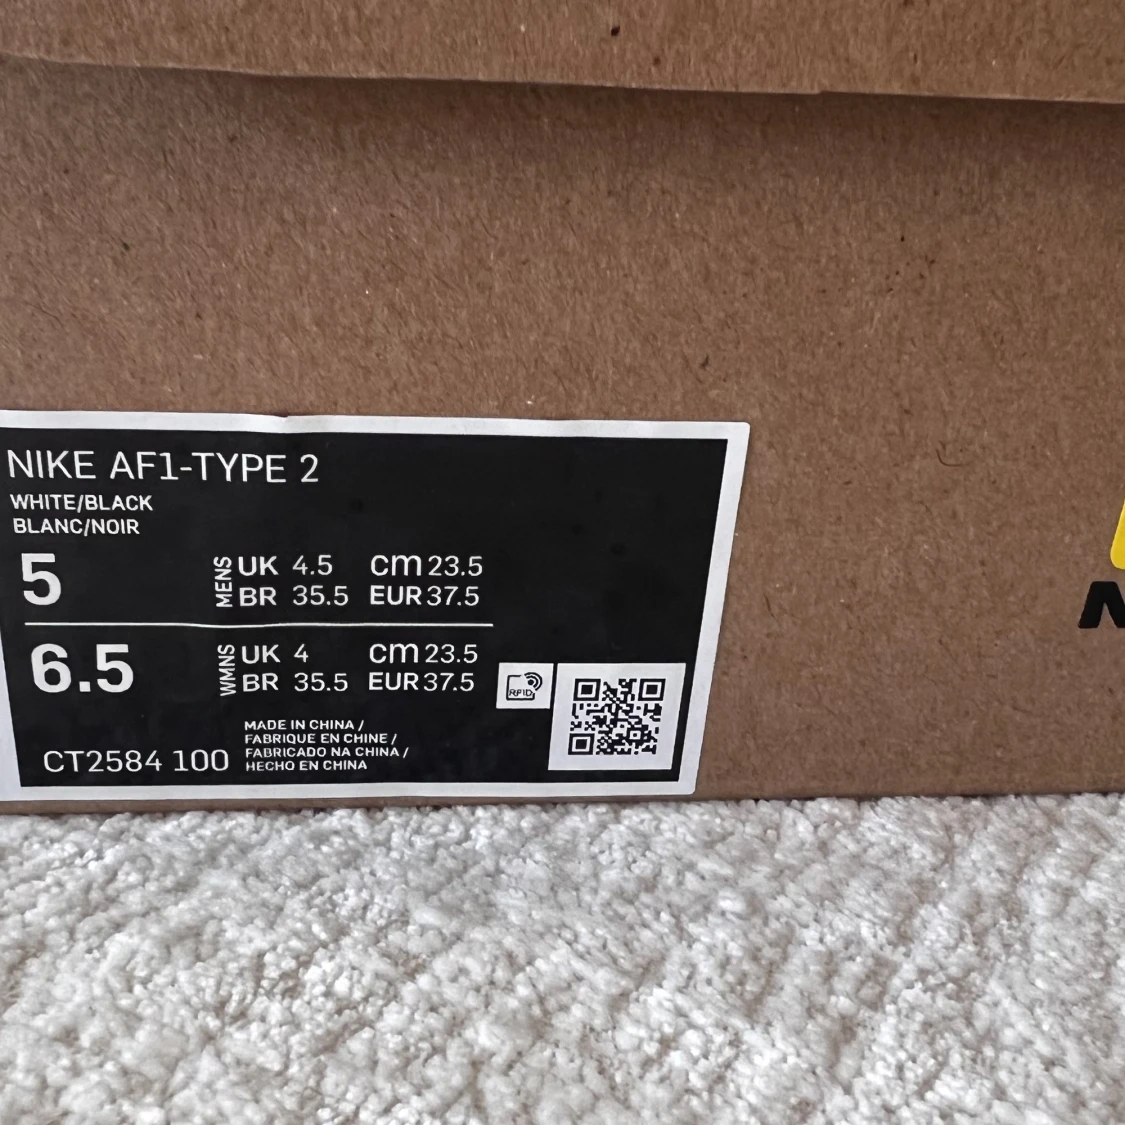 NIKE AF1-TYPE 2
WHITE/BLACK
BLANC/NOIR
5 MENS UK 4.5 cm 23.5
BR 35.5 EUR 37.5
6.5 WMNS UK 4 cm 23.5
BR 35.5 EUR 37.5
RFID
MADE IN CHINA /
FABRIQUE EN CHINE /
FABRICADO NA CHINA /
HECHO EN CHINA
CT2584 100